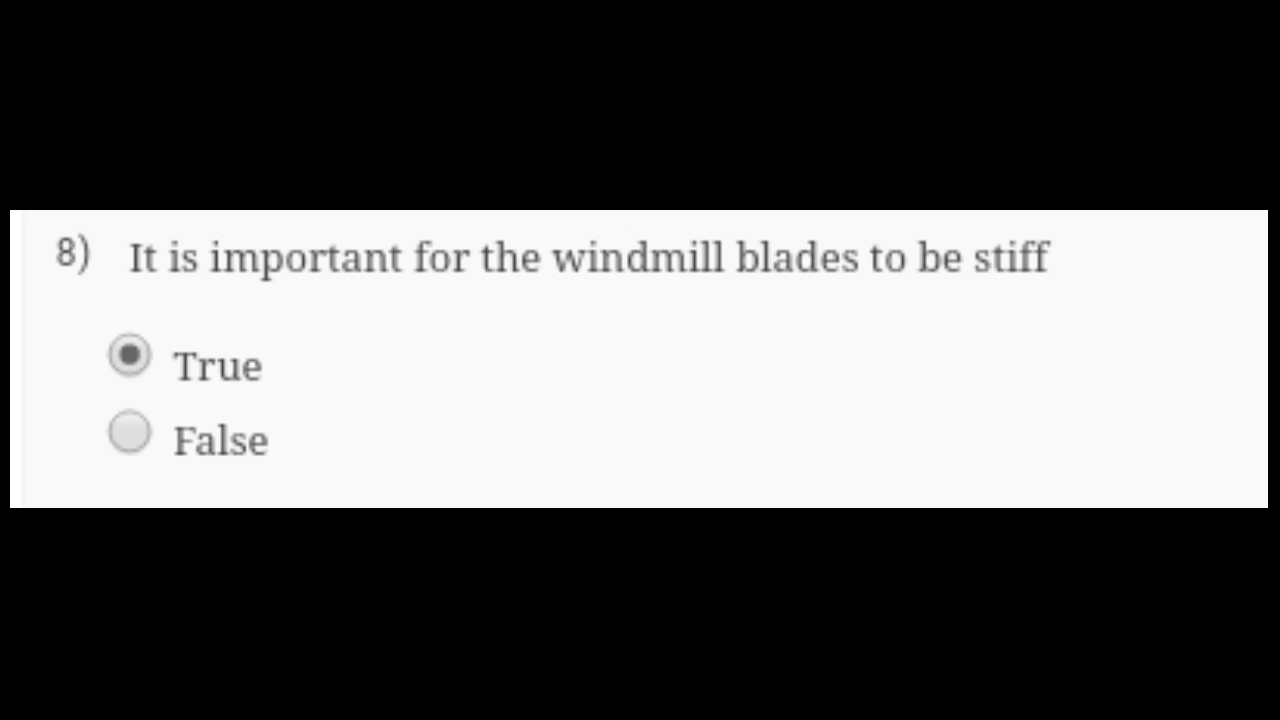 8) It is important for the windmill blades to be stiff
True
False